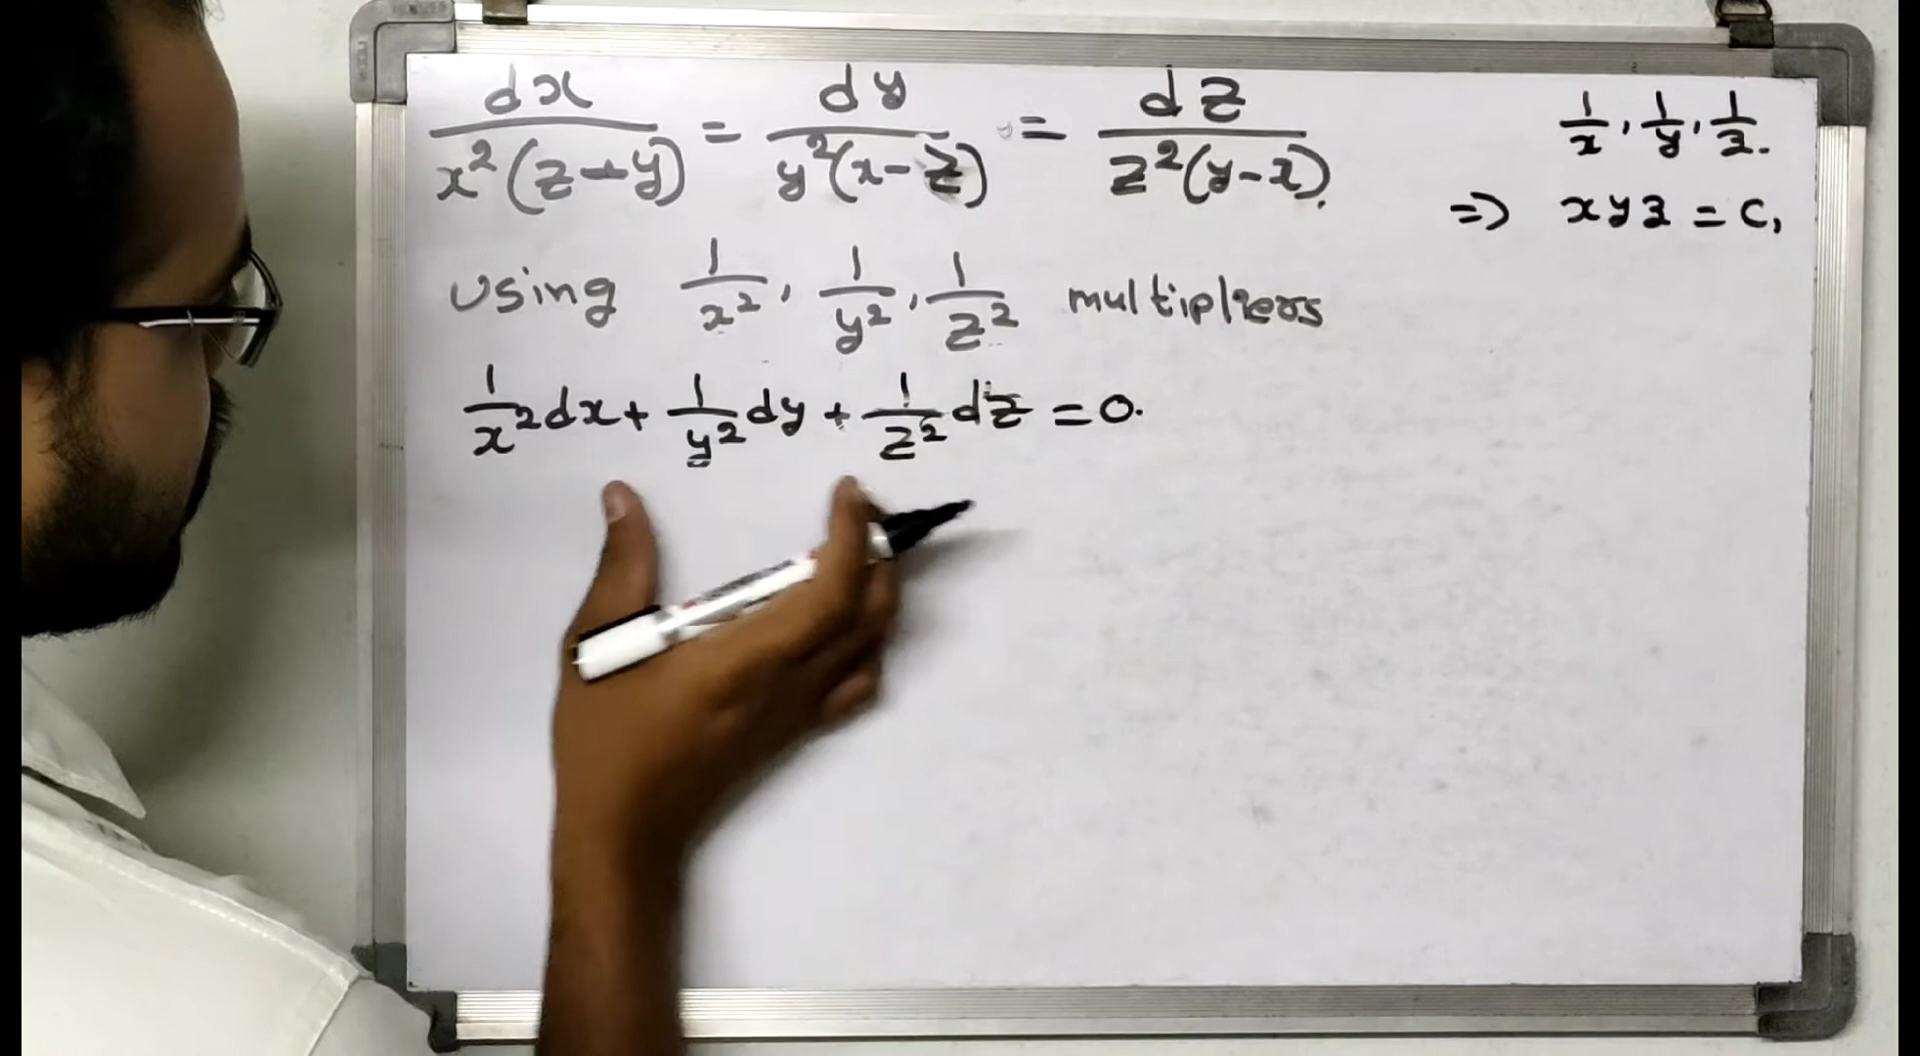 dx/x²(z-y) = dy/y²(x-z) = dz/z²(y-x).
1/x, 1/y, 1/z.
=> xyz = C₁
Using 1/x², 1/y², 1/z² multipliers
1/x² dx + 1/y² dy + 1/z² dz = 0.